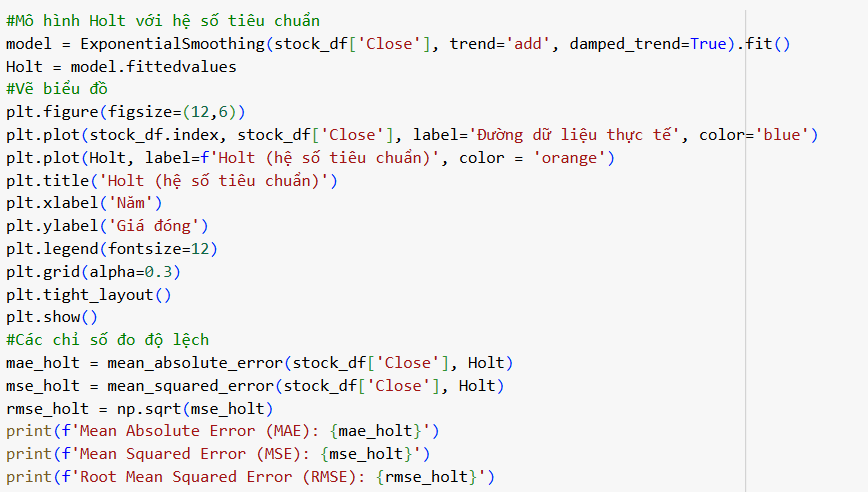 #Mô hình Holt với hệ số tiêu chuẩn
model = ExponentialSmoothing(stock_df['Close'], trend='add', damped_trend=True).fit()
Holt = model.fittedvalues
#Vẽ biểu đồ
plt.figure(figsize=(12,6))
plt.plot(stock_df.index, stock_df['Close'], label='Đường dữ liệu thực tế', color='blue')
plt.plot(Holt, label=f'Holt (hệ số tiêu chuẩn)', color = 'orange')
plt.title('Holt (hệ số tiêu chuẩn)')
plt.xlabel('Năm')
plt.ylabel('Giá đóng')
plt.legend(fontsize=12)
plt.grid(alpha=0.3)
plt.tight_layout()
plt.show()
#Các chỉ số đo độ lệch
mae_holt = mean_absolute_error(stock_df['Close'], Holt)
mse_holt = mean_squared_error(stock_df['Close'], Holt)
rmse_holt = np.sqrt(mse_holt)
print(f'Mean Absolute Error (MAE): {mae_holt}')
print(f'Mean Squared Error (MSE): {mse_holt}')
print(f'Root Mean Squared Error (RMSE): {rmse_holt}')